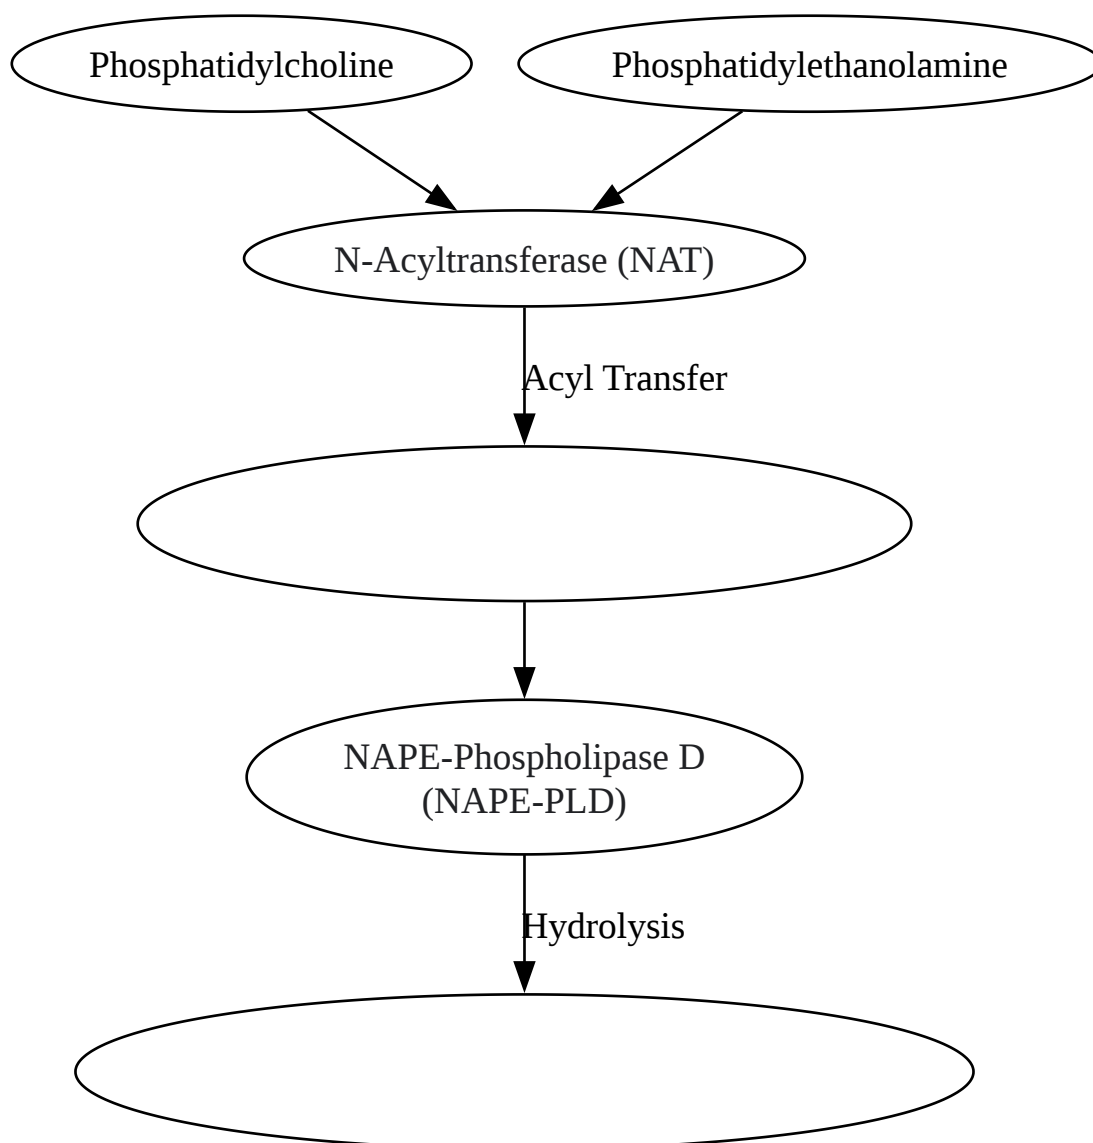 Phosphatidylcholine
Phosphatidylethanolamine
N-Acyltransferase (NAT)
Acyl Transfer
NAPE-Phospholipase D
(NAPE-PLD)
Hydrolysis